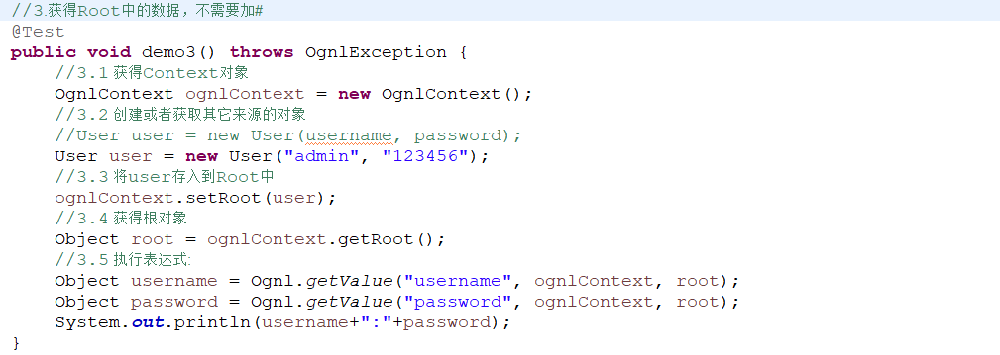 //3.获得Root中的数据，不需要加#
@Test
public void demo3() throws OgnlException {
//3.1 获得Context对象
OgnlContext ognlContext = new OgnlContext();
//3.2 创建或者获取其它来源的对象
//User user = new User(username, password);
User user = new User("admin", "123456");
//3.3 将user存入到Root中
ognlContext.setRoot(user);
//3.4 获得根对象
Object root = ognlContext.getRoot();
//3.5 执行表达式:
Object username = Ognl.getValue("username", ognlContext, root);
Object password = Ognl.getValue("password", ognlContext, root);
System.out.println(username+":"+password);
}